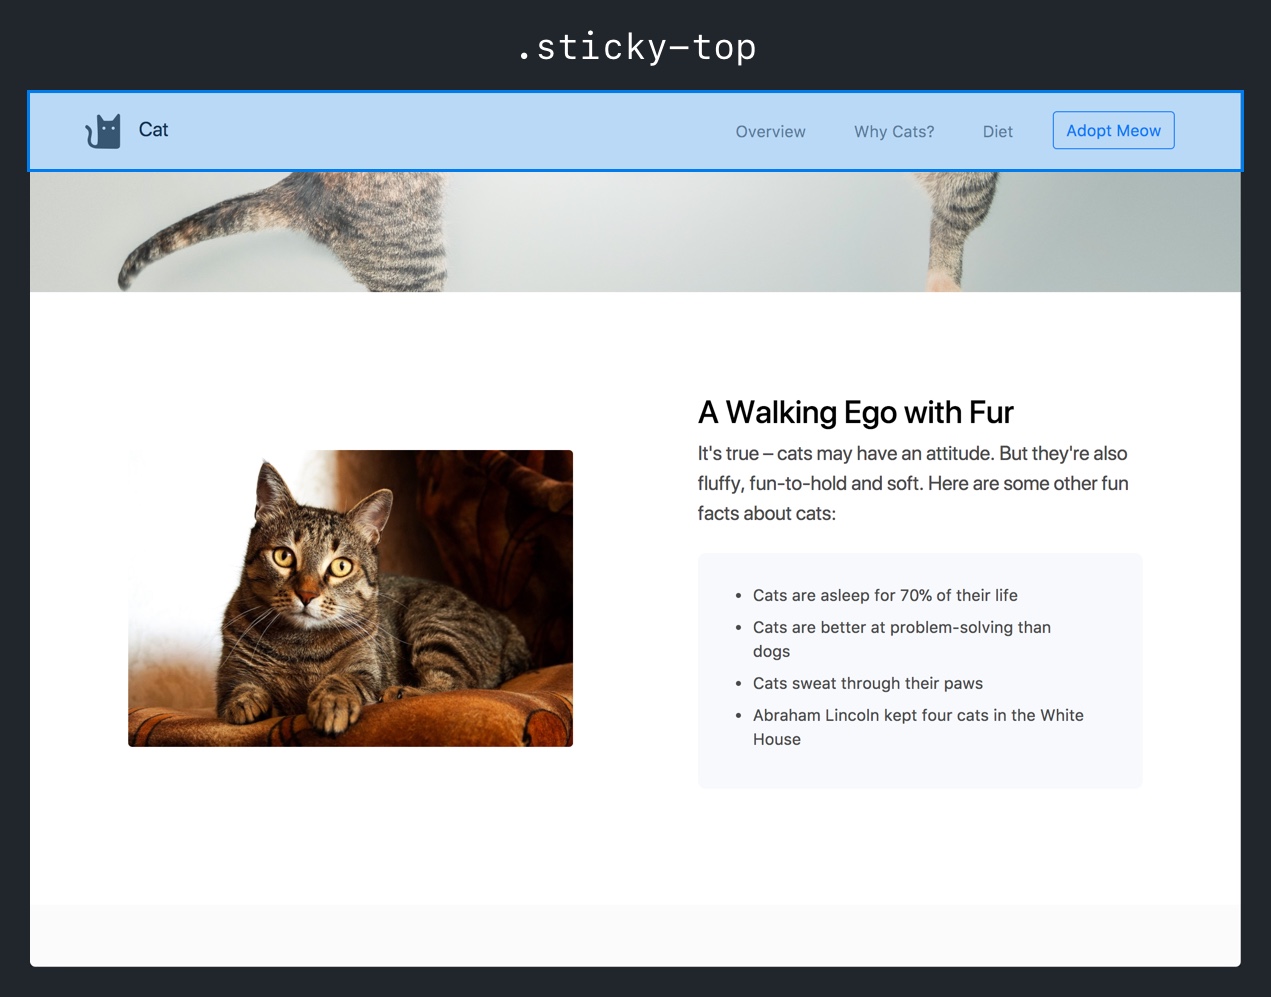 .sticky-top
Cat
Overview
Why Cats?
Diet
Adopt Meow
A Walking Ego with Fur
It's true – cats may have an attitude. But they're also
fluffy, fun-to-hold and soft. Here are some other fun
facts about cats:
• Cats are asleep for 70% of their life
• Cats are better at problem-solving than
dogs
• Cats sweat through their paws
• Abraham Lincoln kept four cats in the White
House